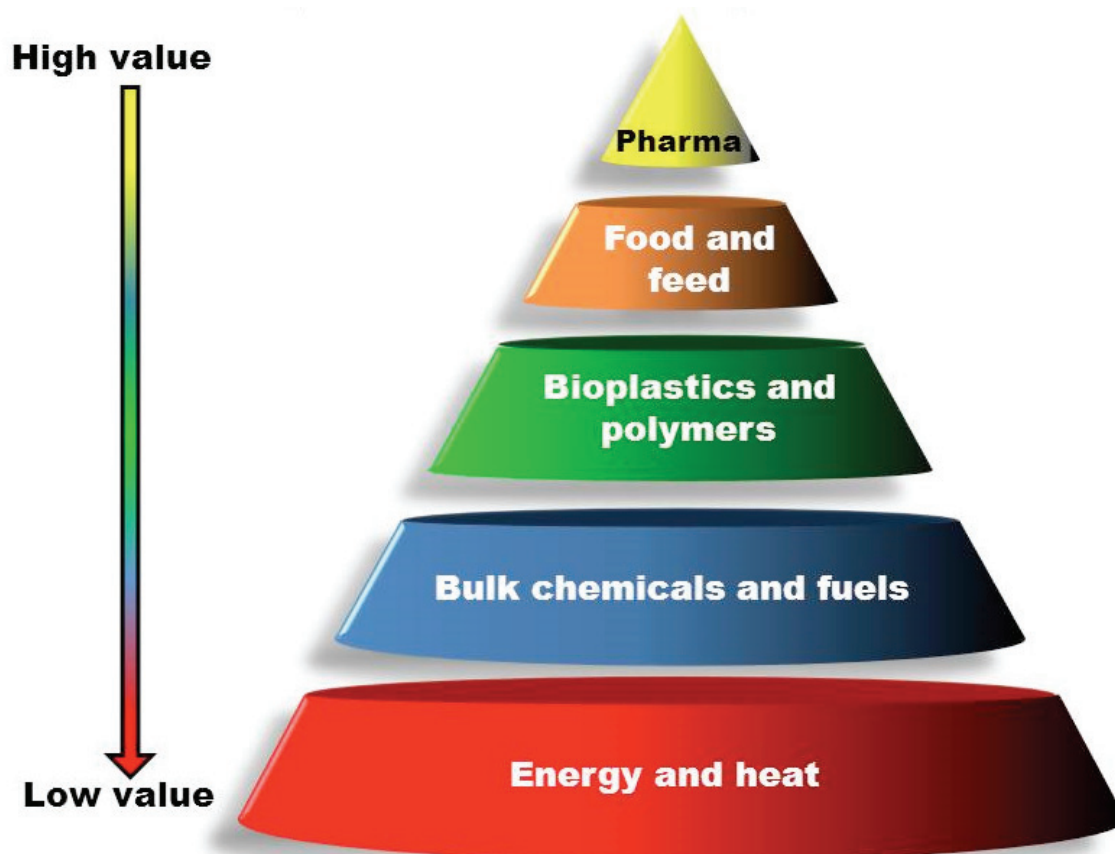 High value
Pharma
Food and
feed
Bioplastics and
polymers
Bulk chemicals and fuels
Energy and heat
Low value